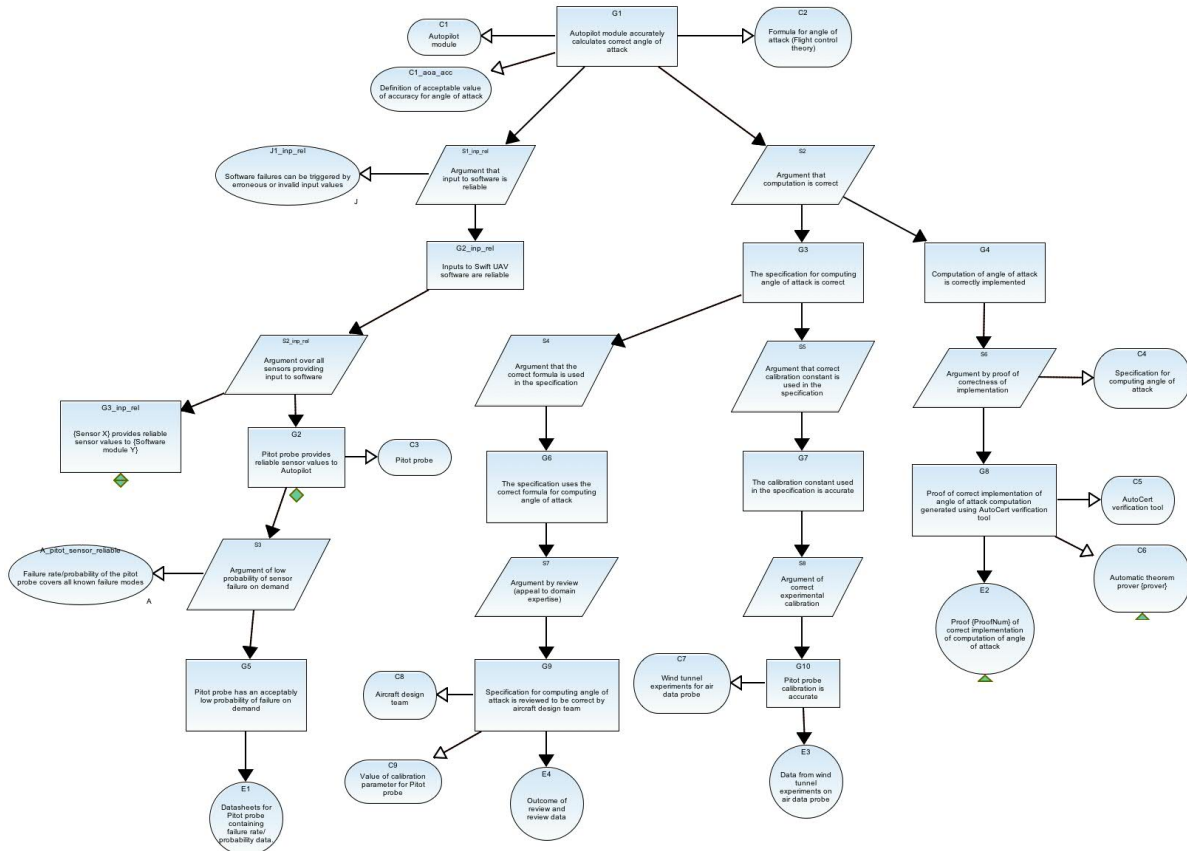 G1
Autopilot module accurately
calculates correct angle of
attack
C1
Autopilot
module
C2
Formula for angle of
attack (Flight control
theory)
C1_aoa_acc
Definition of acceptable value
of accuracy for angle of attack
J1_inp_rel
Software failures can be triggered by
erroneous or invalid input values
J
S1_inp_rel
Argument that
input to software is
reliable
S2
Argument that
computation is correct
G2_inp_rel
Inputs to Swift UAV
software are reliable
G3
The specification for computing
angle of attack is correct
G4
Computation of angle of attack
is correctly implemented
S2_inp_rel
Argument over all
sensors providing
input to software
S4
Argument that the
correct formula is used
in the specification
S5
Argument that correct
calibration constant is
used in the
specification
S6
Argument by proof of
correctness of
implementation
C4
Specification for
computing angle of
attack
G3_inp_rel
{Sensor X} provides reliable
sensor values to {Software
module Y}
G2
Pitot probe provides
reliable sensor values to
Autopilot
C3
Pitot probe
G6
The specification uses the
correct formula for computing
angle of attack
G7
The calibration constant used
in the specification is accurate
G8
Proof of correct implementation of
angle of attack computation
generated using AutoCert verification
tool
C5
AutoCert
verification tool
C6
Automatic theorem
prover {prover}
A_pitot_sensor_reliable
Failure rate/probability of the pitot
probe covers all known failure modes
A
S3
Argument of low
probability of sensor
failure on demand
S7
Argument by review
(appeal to domain
expertise)
S8
Argument of
correct
experimental
calibration
E2
Proof {ProofNum} of
correct implementation
of computation of angle
of attack
G5
Pitot probe has an acceptably
low probability of failure on
demand
C8
Aircraft design
team
G9
Specification for computing angle of
attack is reviewed to be correct by
aircraft design team
C7
Wind tunnel
experiments for air
data probe
G10
Pitot probe
calibration is
accurate
C9
Value of calibration
parameter for Pitot
probe
E1
Datasheets for
Pitot probe
containing
failure rate/
probability data
E4
Outcome of
review and
review data
E3
Data from wind
tunnel
experiments on
air data probe